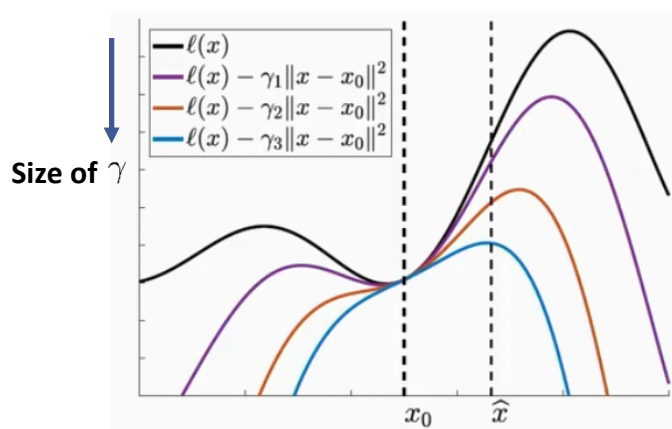 ℓ(x)
ℓ(x) − γ₁‖x − x₀‖²
ℓ(x) − γ₂‖x − x₀‖²
ℓ(x) − γ₃‖x − x₀‖²
Size of γ
x₀ x̂